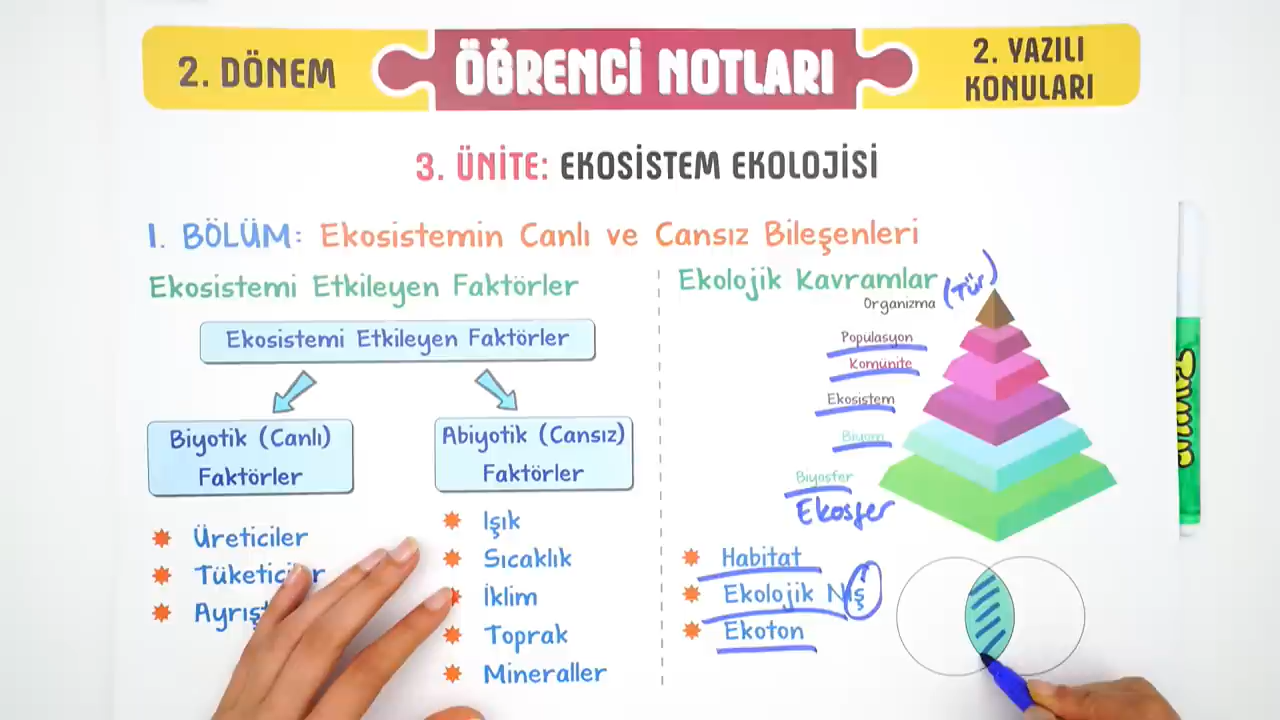 2. DÖNEM
ÖĞRENCİ NOTLARI
2. YAZILI
KONULARI
3. ÜNİTE: EKOSİSTEM EKOLOJİSİ
1. BÖLÜM: Ekosistemin Canlı ve Cansız Bileşenleri
Ekosistemi Etkileyen Faktörler
Ekosistemi Etkileyen Faktörler
Biyotik (Canlı)
Faktörler
Abiyotik (Cansız)
Faktörler
Üreticiler
Işık
Sıcaklık
İklim
Toprak
Mineraller
Ekolojik Kavramlar
(Tür)
Organizma
Popülasyon
Komünite
Ekosistem
Biyom
Biyosfer
Ekosfer
Habitat
Ekolojik Niş
Ekoton